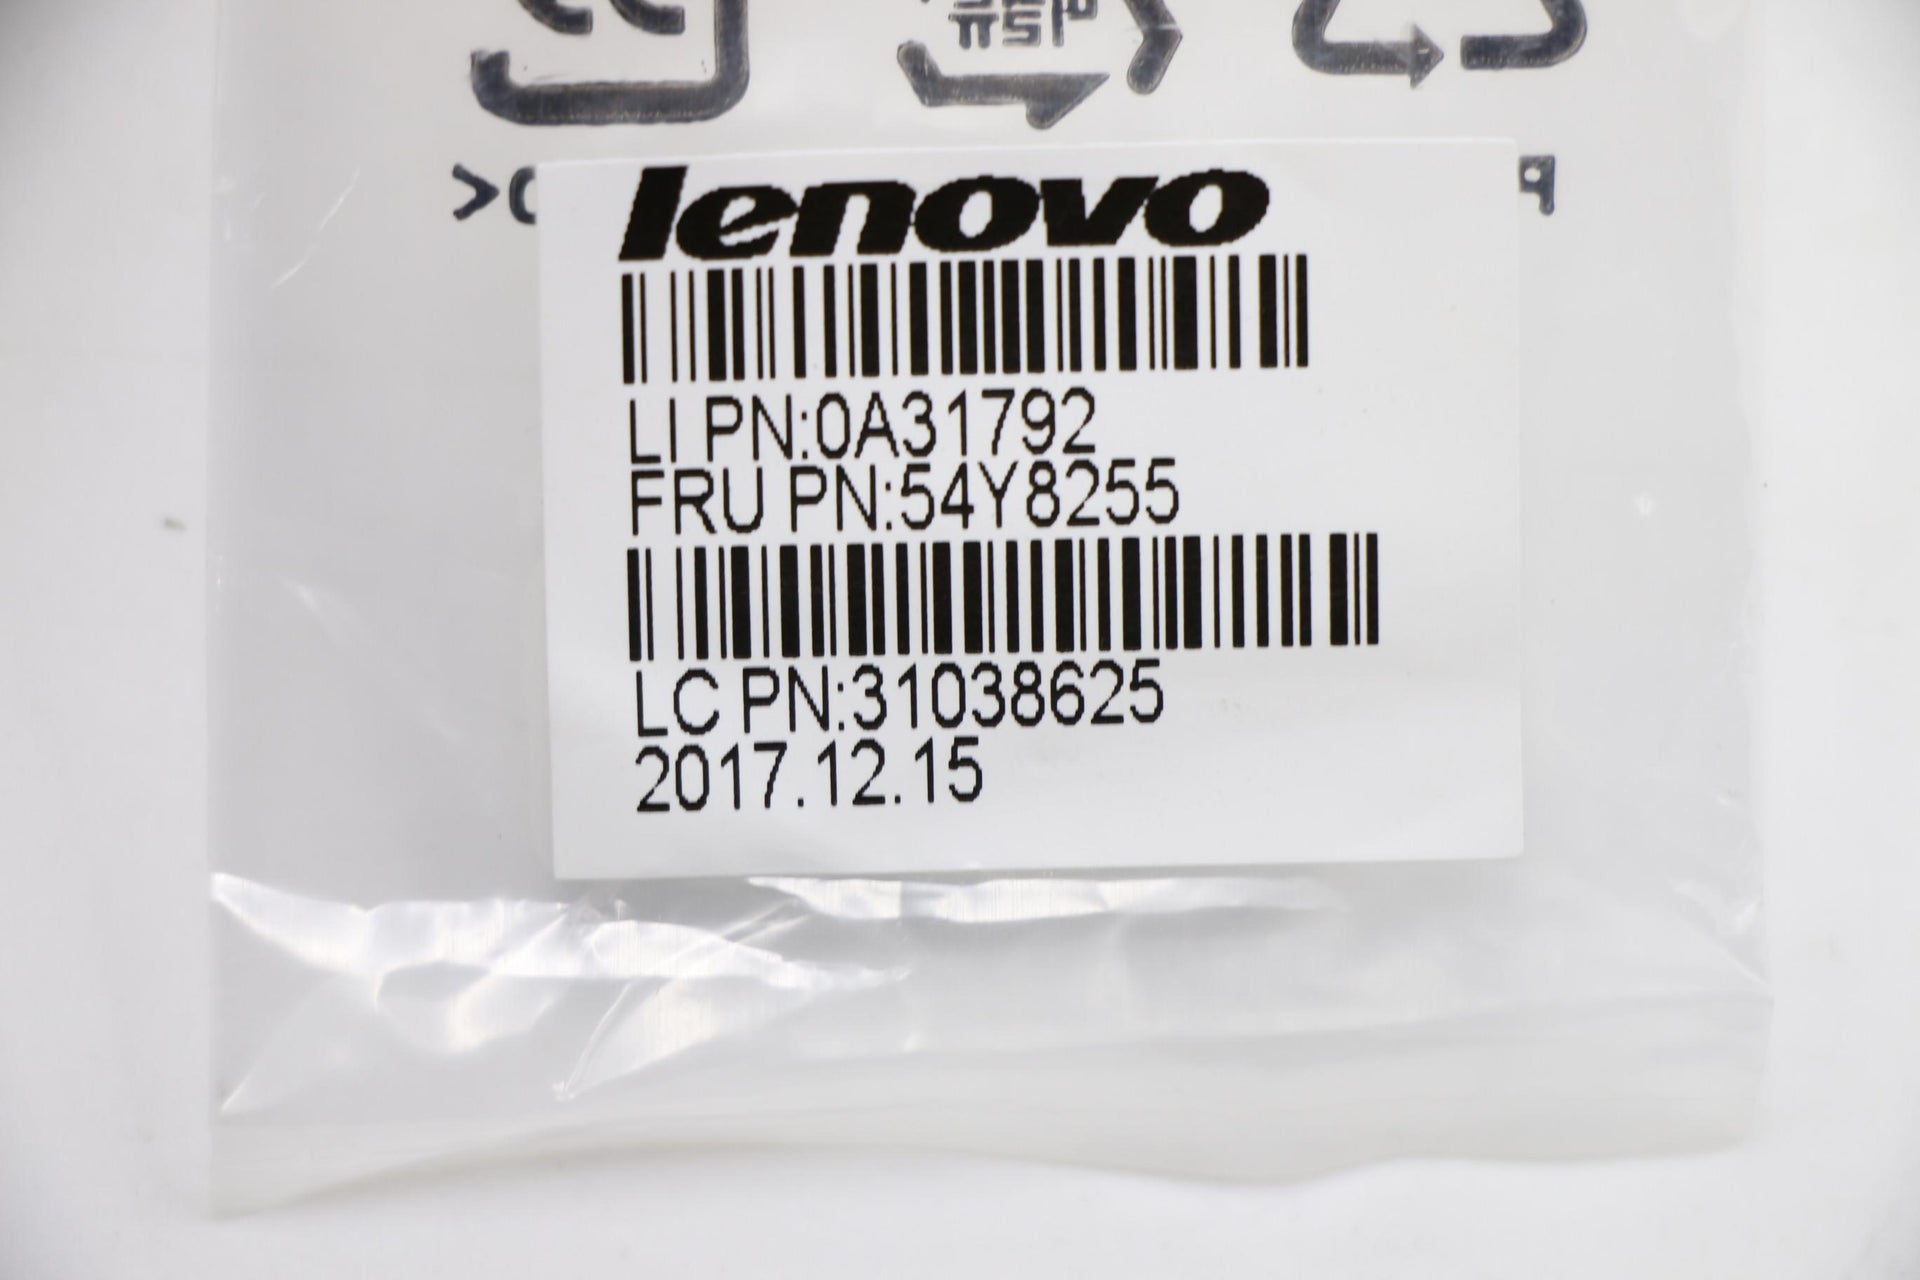 lenovo
LI PN:0A31792
FRU PN:54Y8255
LC PN:31038625
2017.12.15